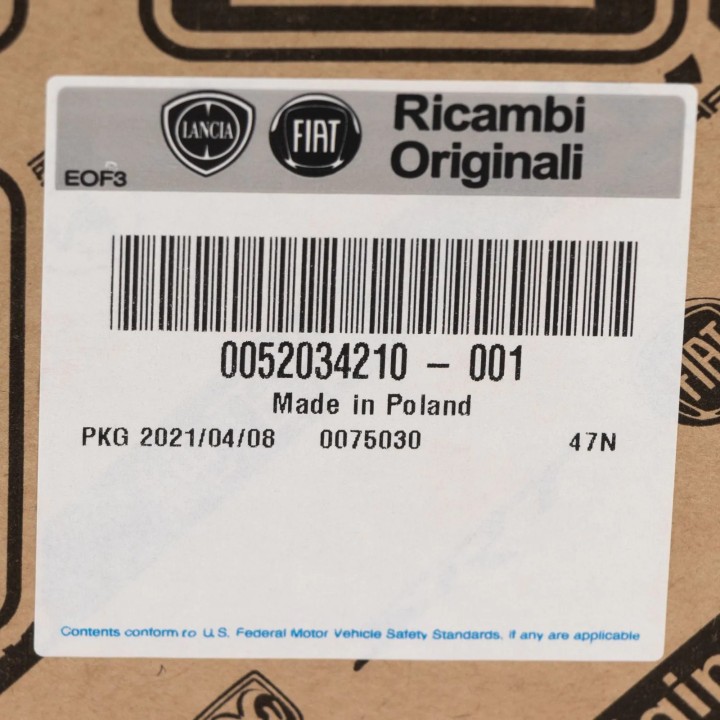 LANCIA
FIAT
Ricambi
Originali
EOF3
0052034210 – 001
Made in Poland
PKG 2021/04/08 0075030 47N
Contents conform to U.S. Federal Motor Vehicle Safety Standards, if any are applicable
FIAT